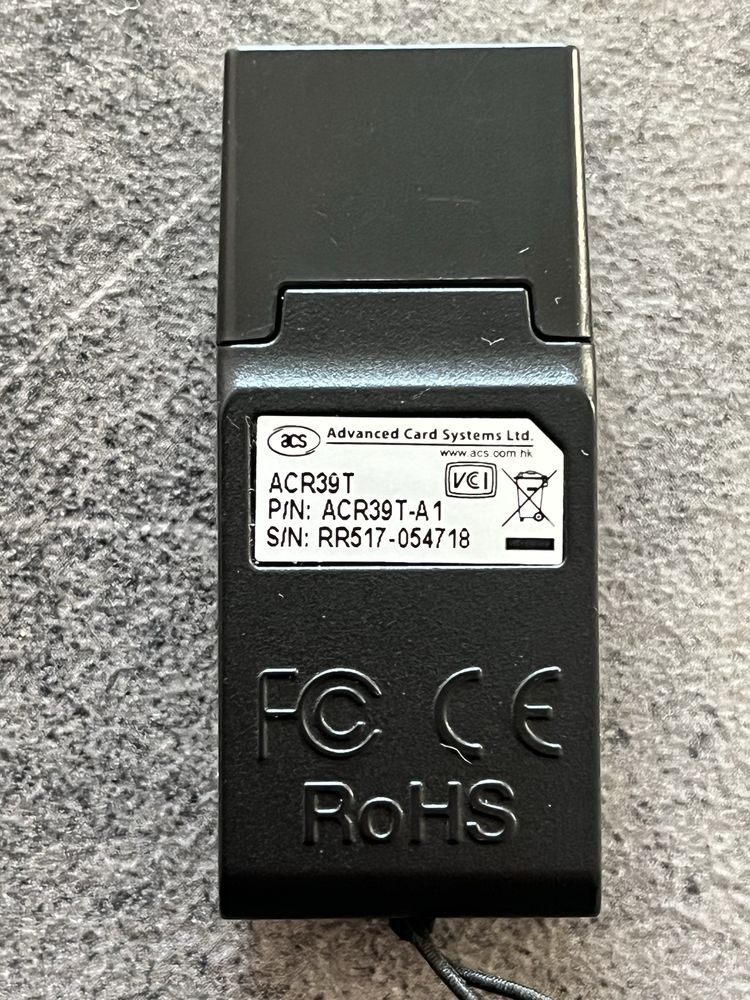 acs Advanced Card Systems Ltd.
www.acs.com.hk
VCI
ACR39T
P/N: ACR39T-A1
S/N: RR517-054718
FC CE
RoHS